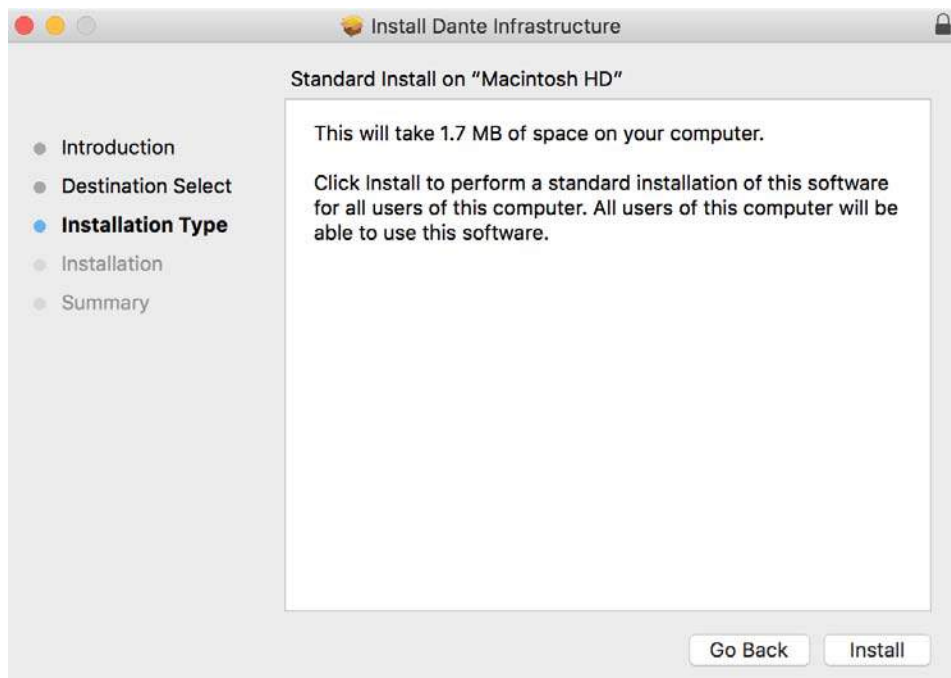 Install Dante Infrastructure
Standard Install on “Macintosh HD”
Introduction
Destination Select
Installation Type
Installation
Summary
This will take 1.7 MB of space on your computer.
Click Install to perform a standard installation of this software
for all users of this computer. All users of this computer will be
able to use this software.
Go Back
Install